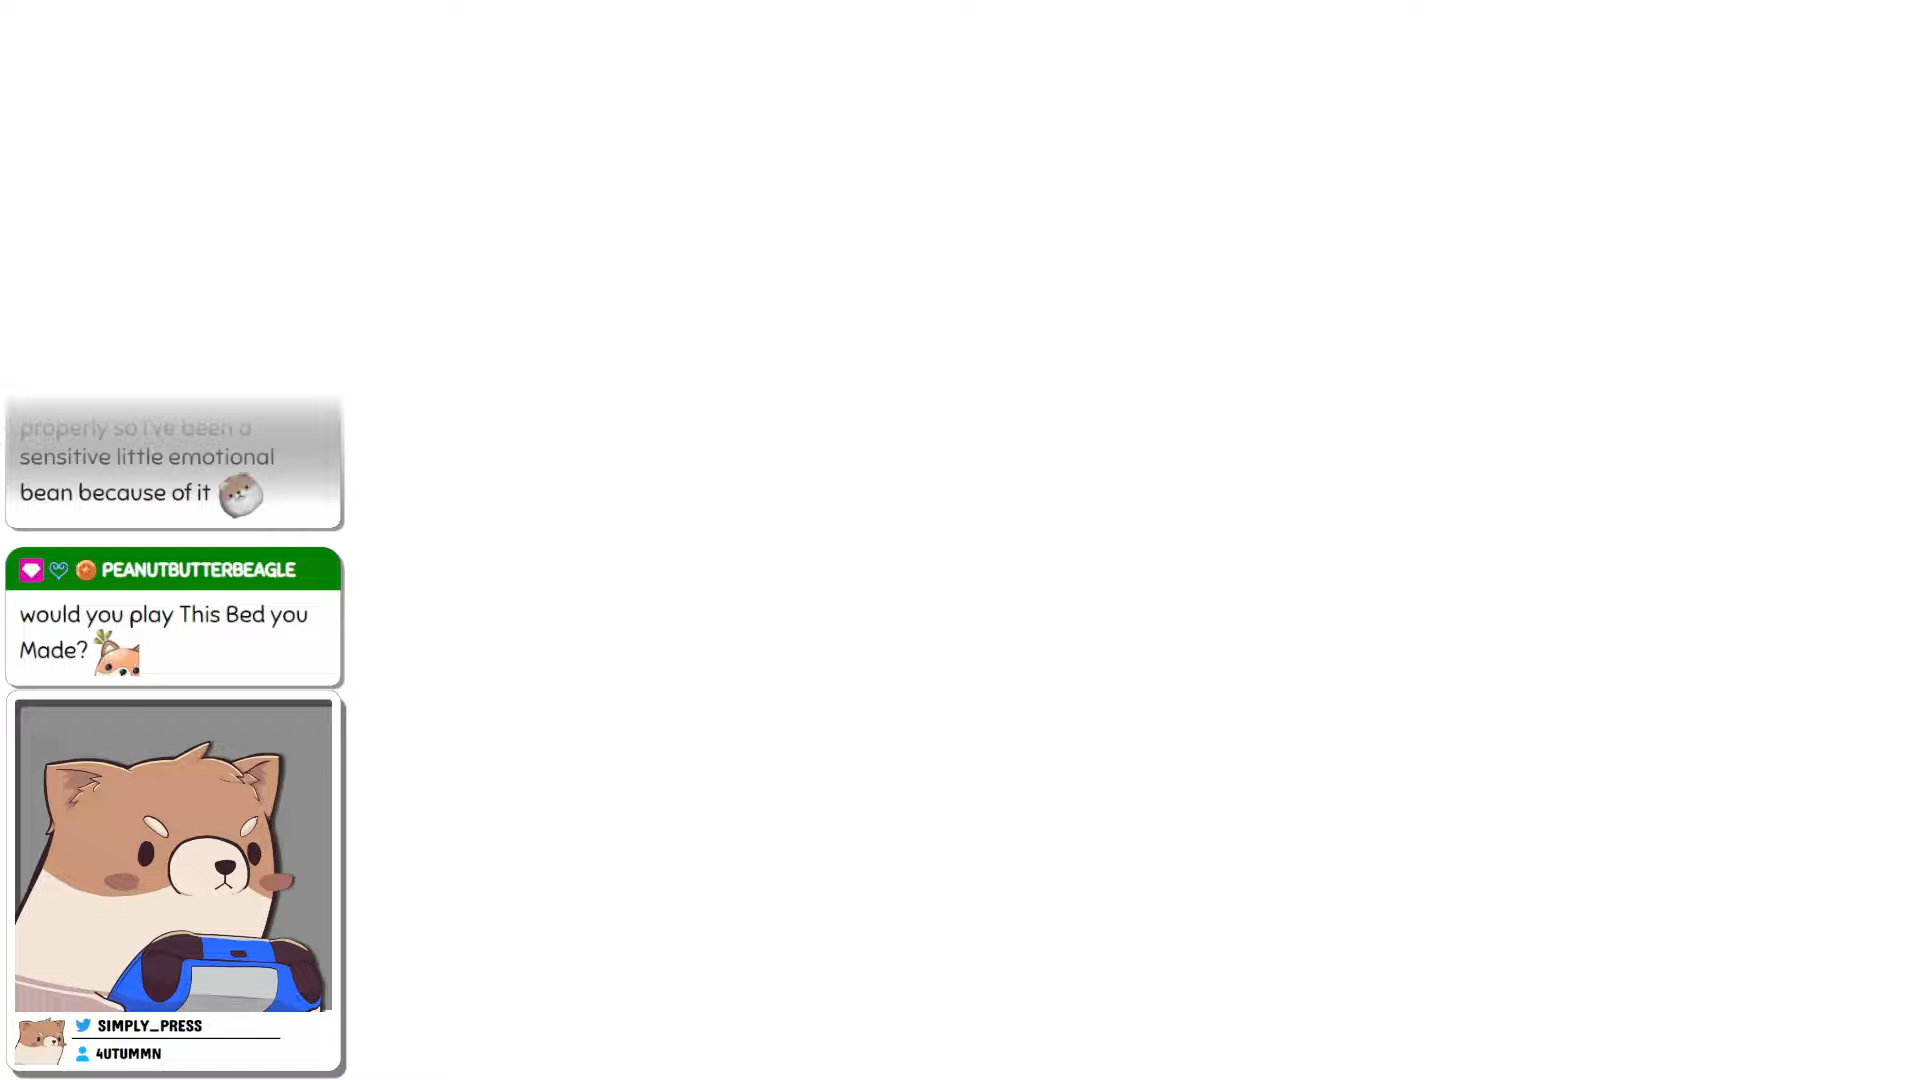 properly so i've been a
sensitive little emotional
bean because of it
PEANUTBUTTERBEAGLE
would you play This Bed you
Made?
SIMPLY_PRESS
4UTUMMN